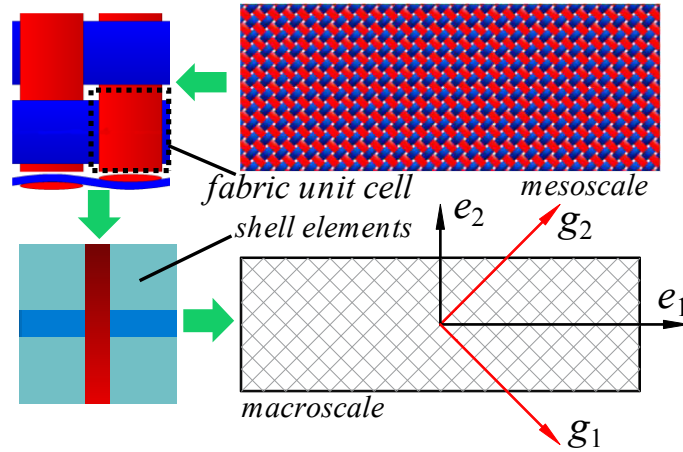 fabric unit cell
mesoscale
shell elements
e₂
g₂
e₁
macroscale
g₁